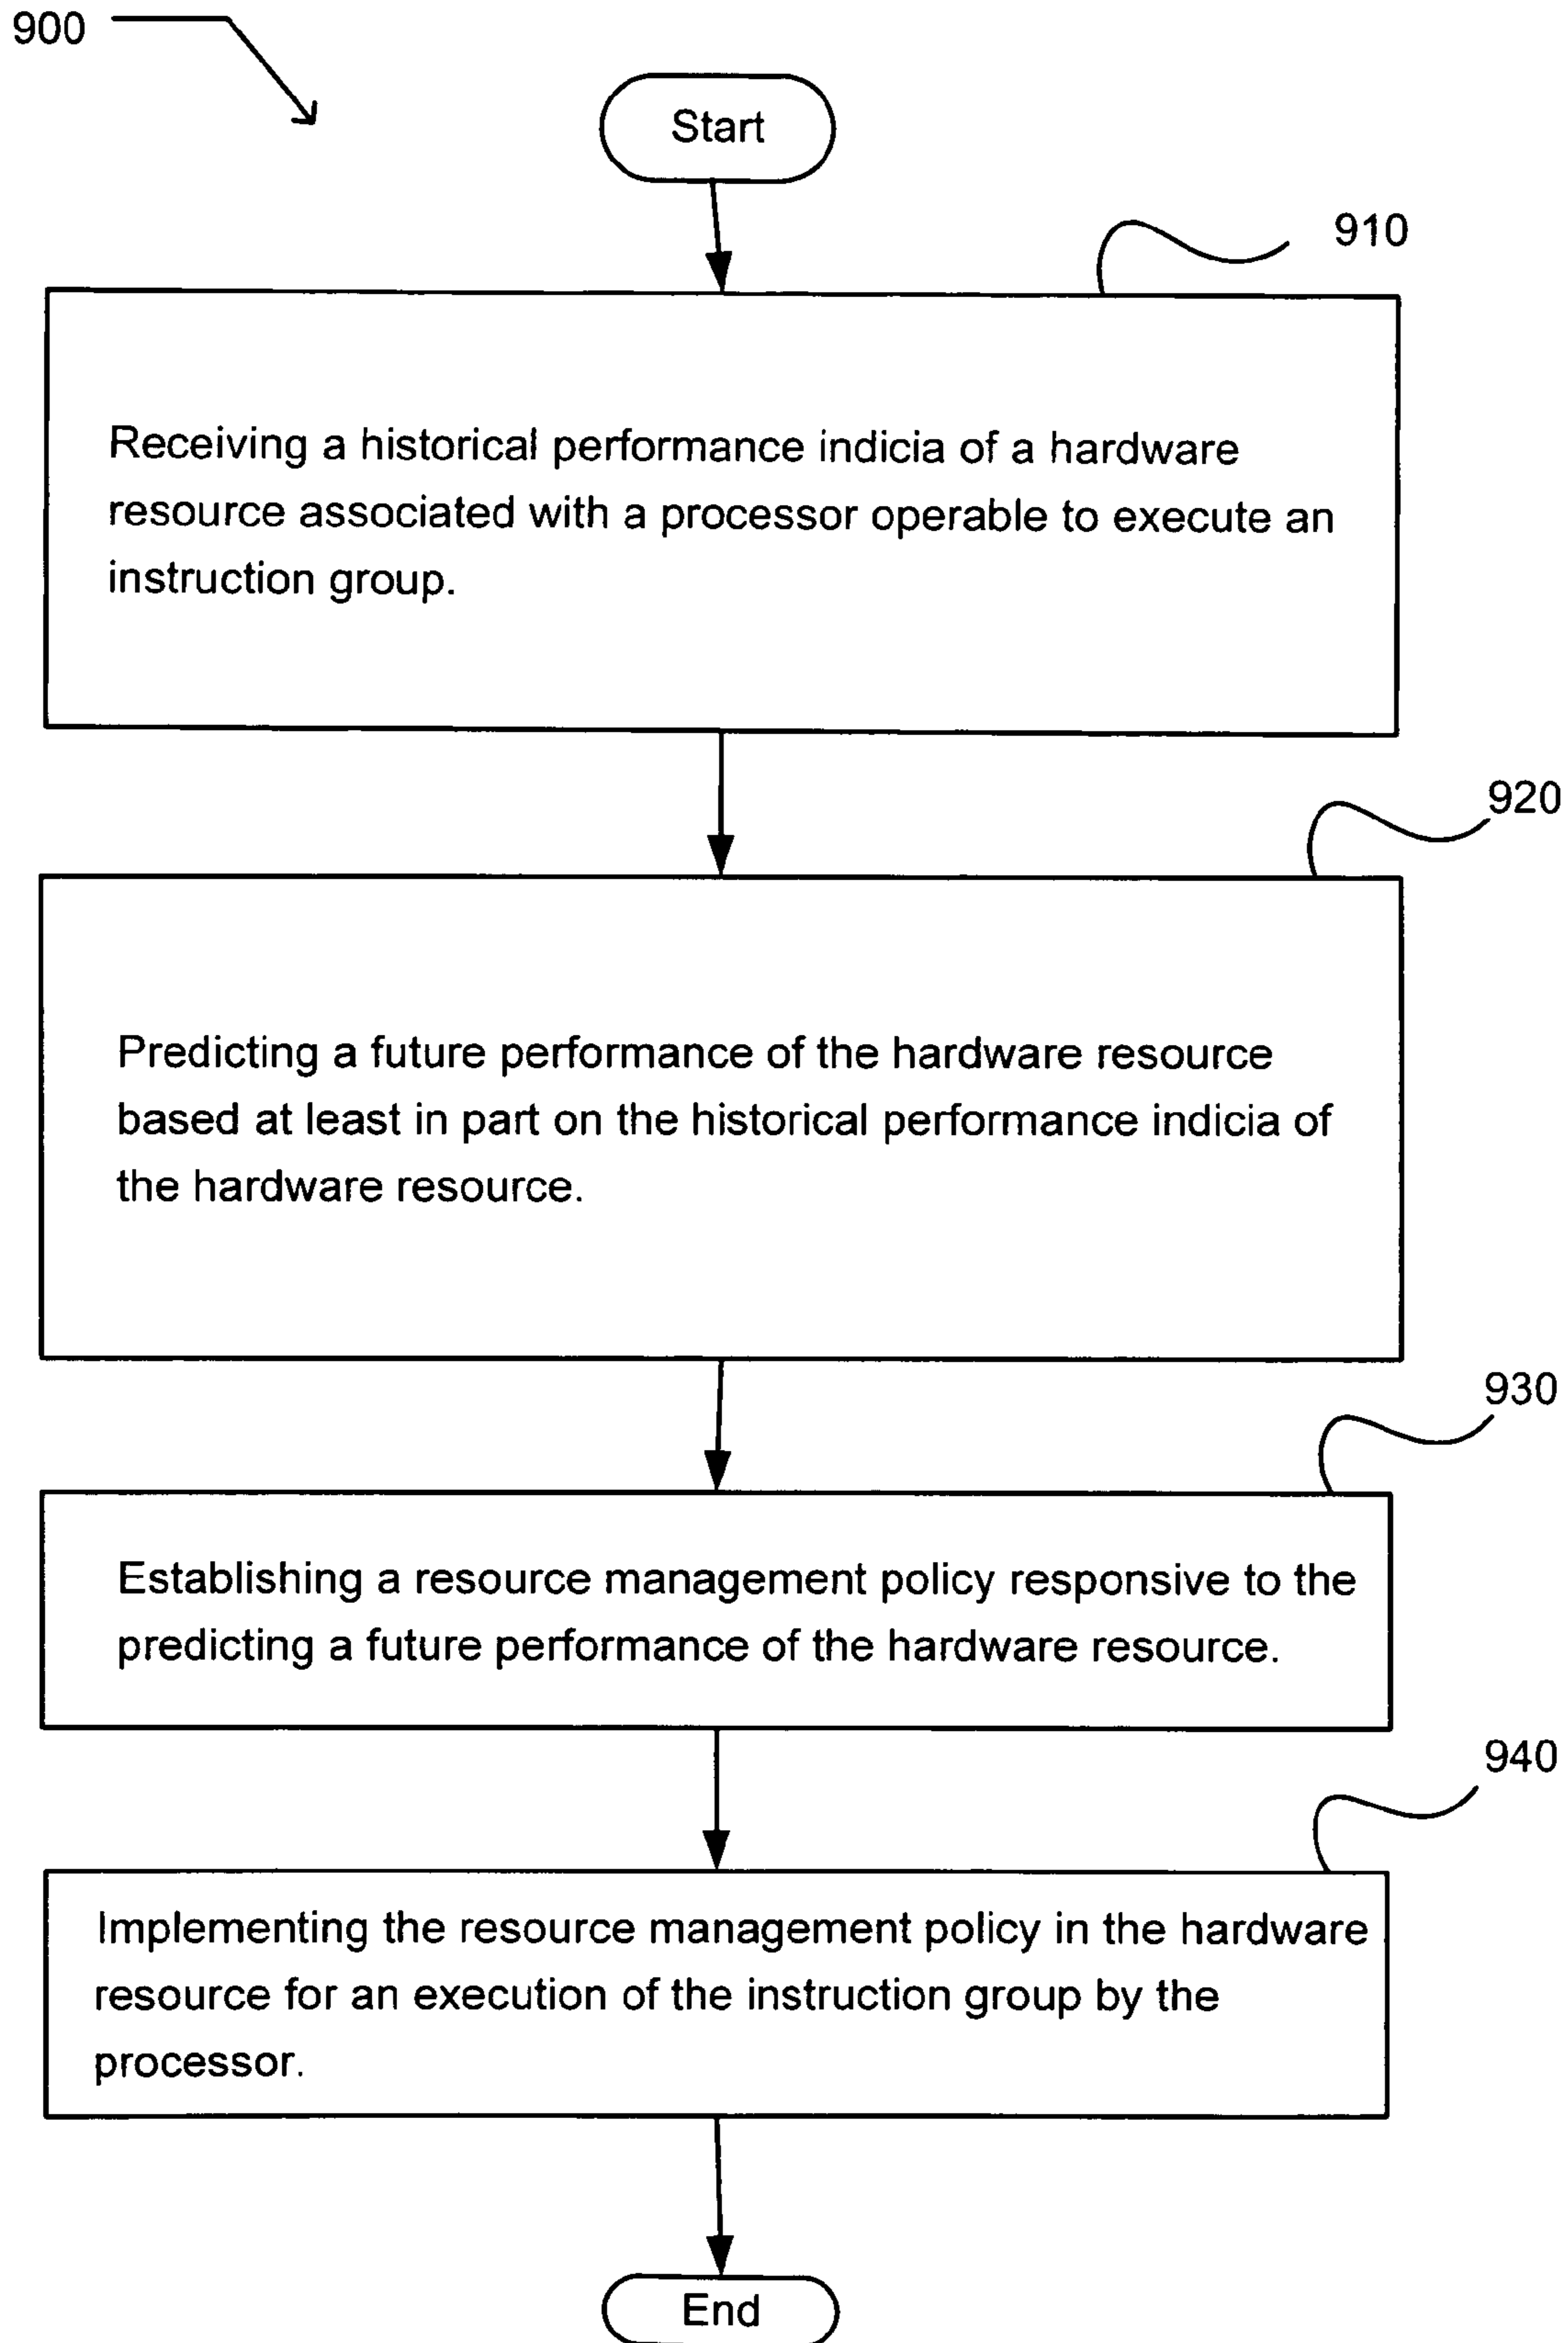 900
Start
910
Receiving a historical performance indicia of a hardware
resource associated with a processor operable to execute an
instruction group.
920
Predicting a future performance of the hardware resource
based at least in part on the historical performance indicia of
the hardware resource.
930
Establishing a resource management policy responsive to the
predicting a future performance of the hardware resource.
940
Implementing the resource management policy in the hardware
resource for an execution of the instruction group by the
processor.
End